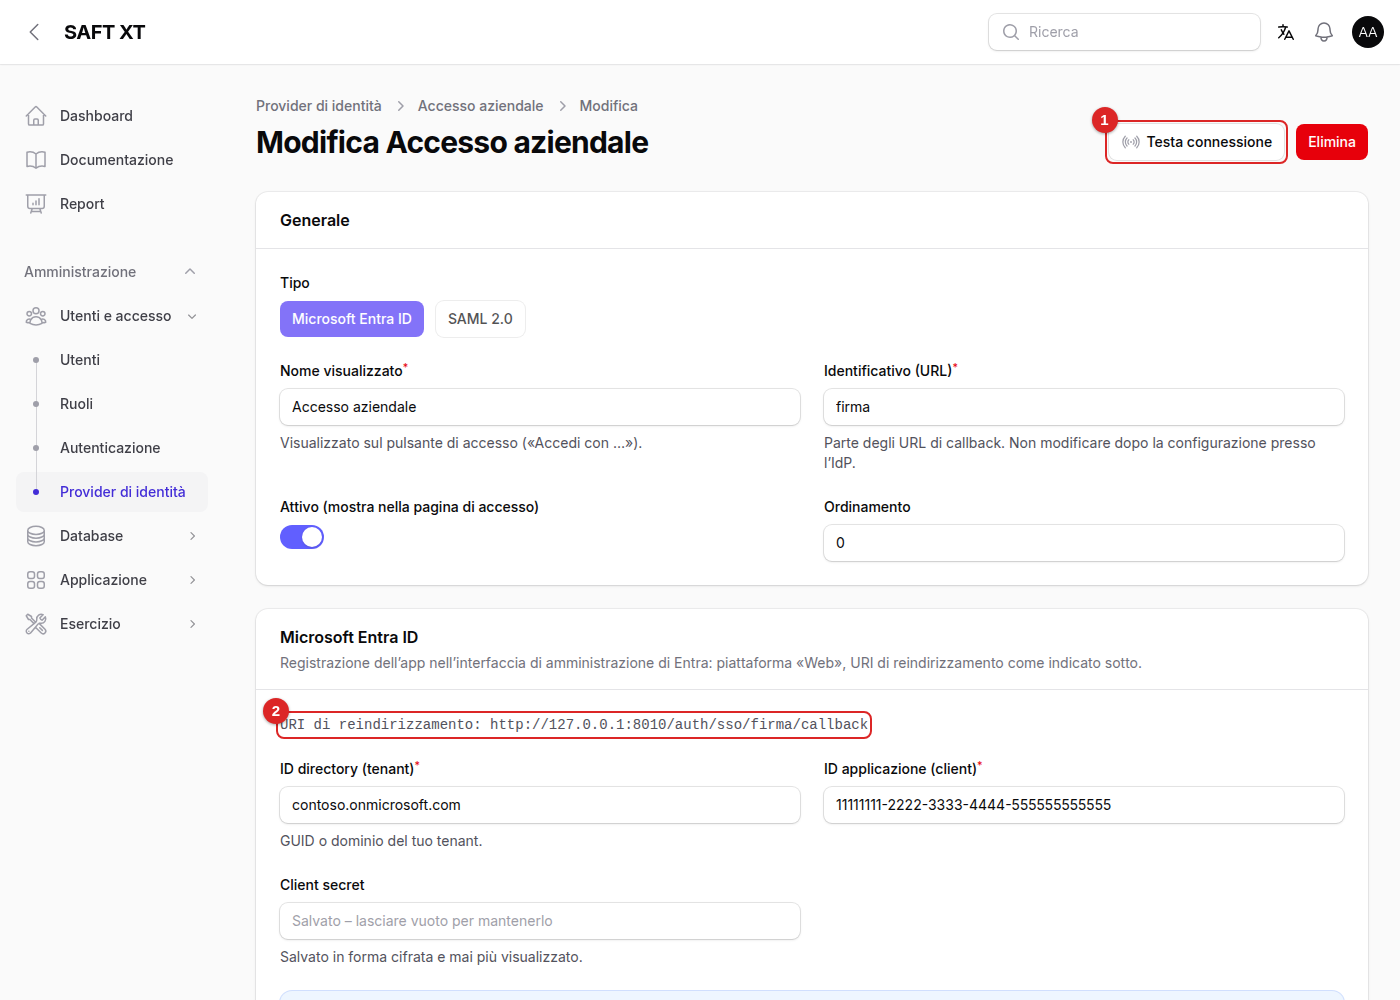 SAFT XT
Ricerca
AA
Dashboard
Documentazione
Report
Amministrazione
Utenti e accesso
Utenti
Ruoli
Autenticazione
Provider di identità
Database
Applicazione
Esercizio
Provider di identità > Accesso aziendale > Modifica
Modifica Accesso aziendale
1
Testa connessione
Elimina
Generale
Tipo
Microsoft Entra ID
SAML 2.0
Nome visualizzato*
Accesso aziendale
Visualizzato sul pulsante di accesso («Accedi con ...»).
Identificativo (URL)*
firma
Parte degli URL di callback. Non modificare dopo la configurazione presso
l’IdP.
Attivo (mostra nella pagina di accesso)
Ordinamento
0
Microsoft Entra ID
Registrazione dell’app nell’interfaccia di amministrazione di Entra: piattaforma «Web», URI di reindirizzamento come indicato sotto.
2
URI di reindirizzamento: http://127.0.0.1:8010/auth/sso/firma/callback
ID directory (tenant)*
contoso.onmicrosoft.com
GUID o dominio del tuo tenant.
ID applicazione (client)*
11111111-2222-3333-4444-555555555555
Client secret
Salvato – lasciare vuoto per mantenerlo
Salvato in forma cifrata e mai più visualizzato.